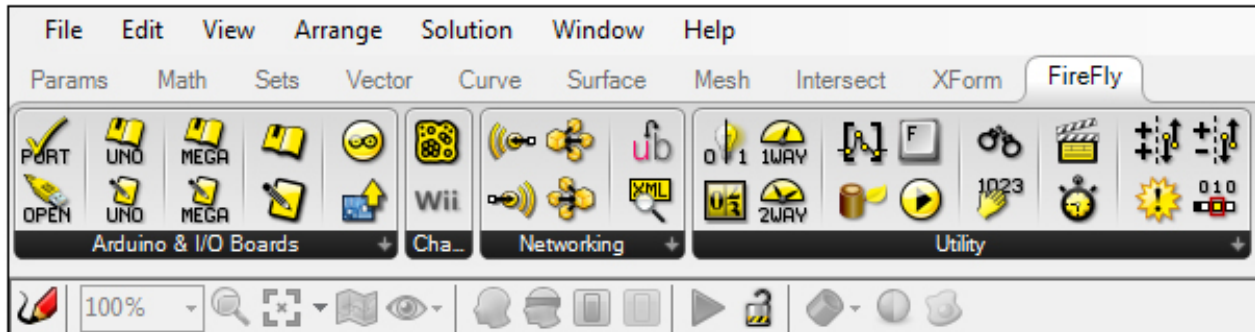 File Edit View Arrange Solution Window Help
Params Math Sets Vector Curve Surface Mesh Intersect XForm FireFly
PORT UNO MEGA ub 0 1 1WAY F
OPEN UNO MEGA Wii XML 2WAY 1023 010
Arduino & I/O Boards Cha... Networking Utility
100%